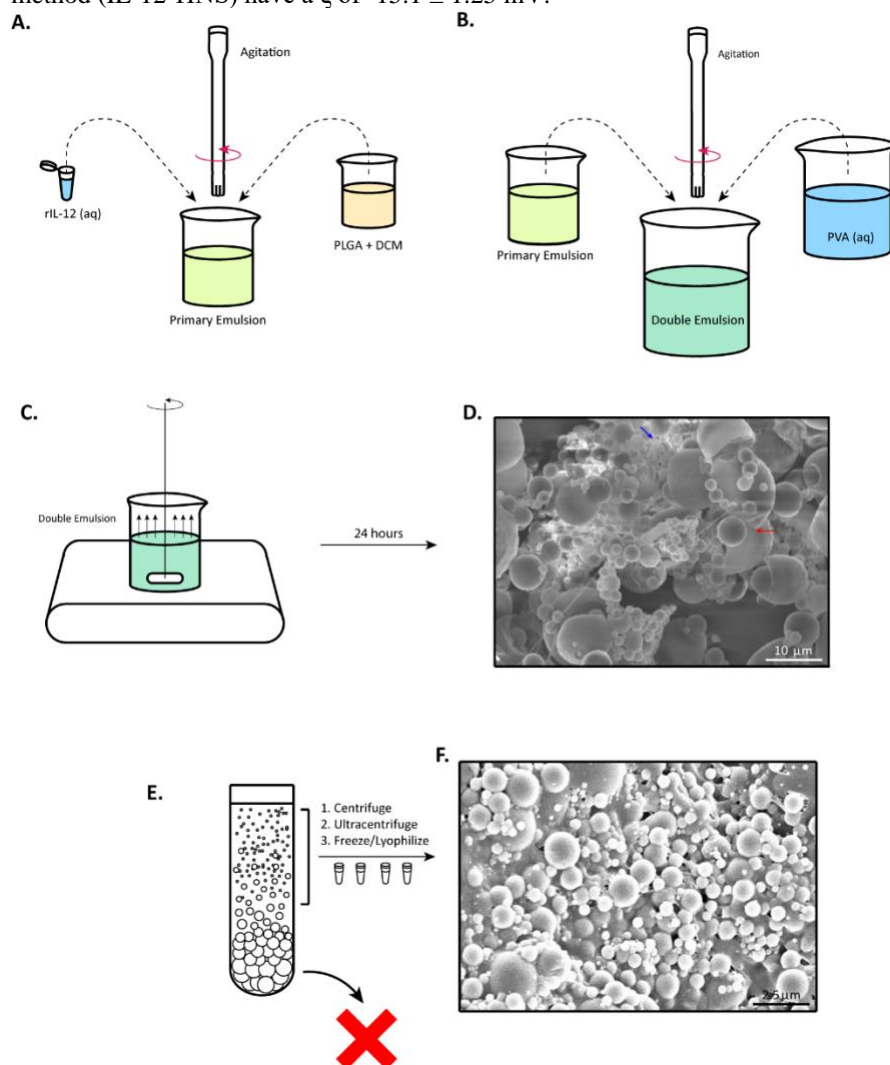 method (IL-12-HNS) have a ξ of -15.1 ± 1.25 mV.
A.
B.
Agitation
Agitation
rIL-12 (aq)
PLGA + DCM
Primary Emulsion
Primary Emulsion
PVA (aq)
Double Emulsion
C.
D.
Double Emulsion
24 hours
10 μm
E.
F.
1. Centrifuge
2. Ultracentrifuge
3. Freeze/Lyophilize
2.5μm